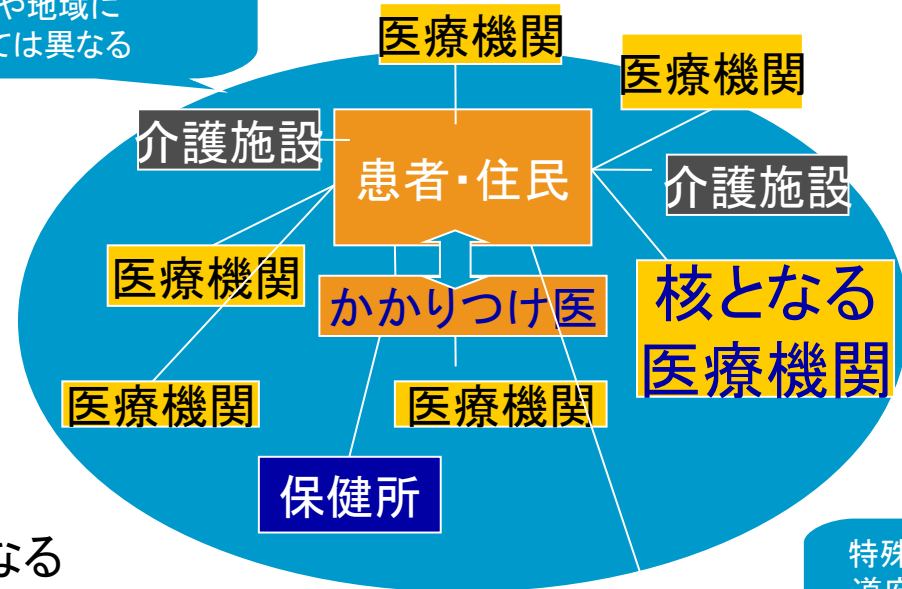 や地域に
ては異なる
医療機関
医療機関
介護施設
患者・住民
介護施設
医療機関
かかりつけ医
核となる
医療機関
医療機関
医療機関
保健所
なる
特殊